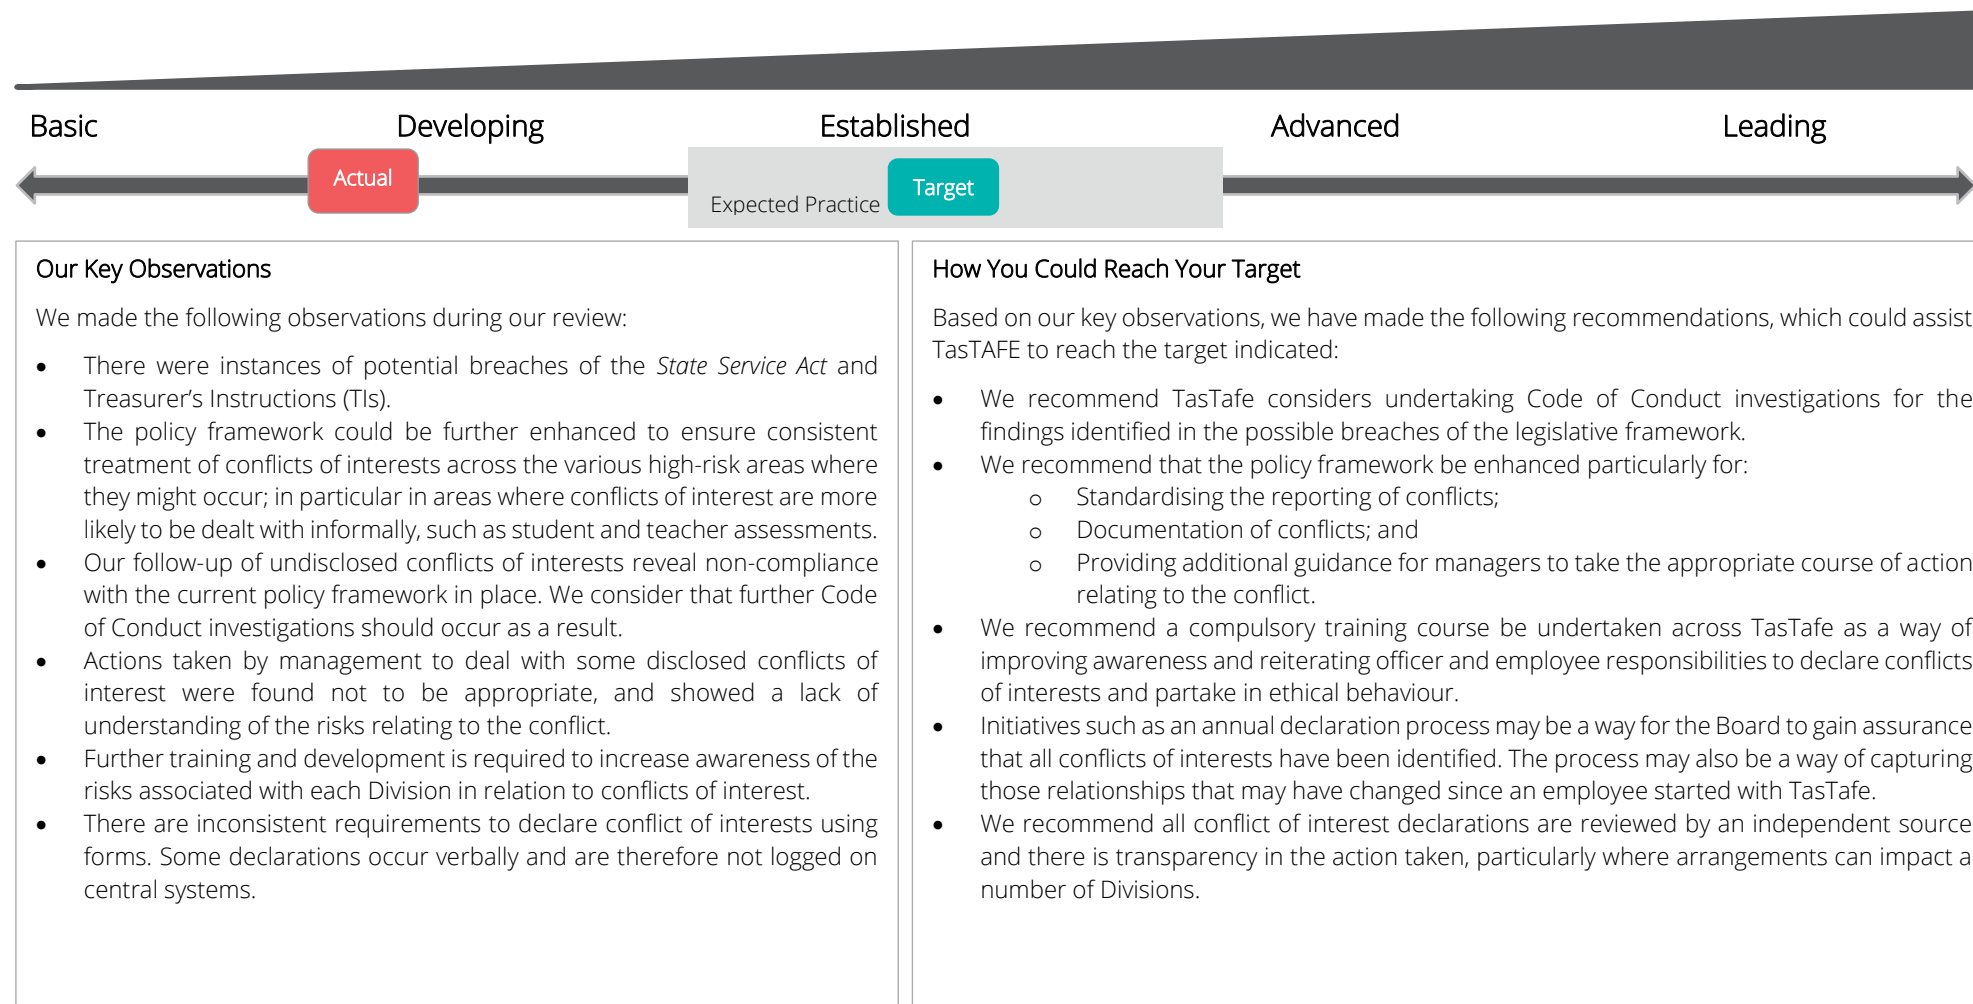 Basic Developing Established Advanced Leading
Actual
Target
Expected Practice
Our Key Observations
We made the following observations during our review:
• There were instances of potential breaches of the State Service Act and
Treasurer’s Instructions (TIs).
• The policy framework could be further enhanced to ensure consistent
treatment of conflicts of interests across the various high-risk areas where
they might occur; in particular in areas where conflicts of interest are more
likely to be dealt with informally, such as student and teacher assessments.
• Our follow-up of undisclosed conflicts of interests reveal non-compliance
with the current policy framework in place. We consider that further Code
of Conduct investigations should occur as a result.
• Actions taken by management to deal with some disclosed conflicts of
interest were found not to be appropriate, and showed a lack of
understanding of the risks relating to the conflict.
• Further training and development is required to increase awareness of the
risks associated with each Division in relation to conflicts of interest.
• There are inconsistent requirements to declare conflict of interests using
forms. Some declarations occur verbally and are therefore not logged on
central systems.
How You Could Reach Your Target
Based on our key observations, we have made the following recommendations, which could assist
TasTAFE to reach the target indicated:
• We recommend TasTafe considers undertaking Code of Conduct investigations for the
findings identified in the possible breaches of the legislative framework.
• We recommend that the policy framework be enhanced particularly for:
o Standardising the reporting of conflicts;
o Documentation of conflicts; and
o Providing additional guidance for managers to take the appropriate course of action
relating to the conflict.
• We recommend a compulsory training course be undertaken across TasTafe as a way of
improving awareness and reiterating officer and employee responsibilities to declare conflicts
of interests and partake in ethical behaviour.
• Initiatives such as an annual declaration process may be a way for the Board to gain assurance
that all conflicts of interests have been identified. The process may also be a way of capturing
those relationships that may have changed since an employee started with TasTafe.
• We recommend all conflict of interest declarations are reviewed by an independent source
and there is transparency in the action taken, particularly where arrangements can impact a
number of Divisions.